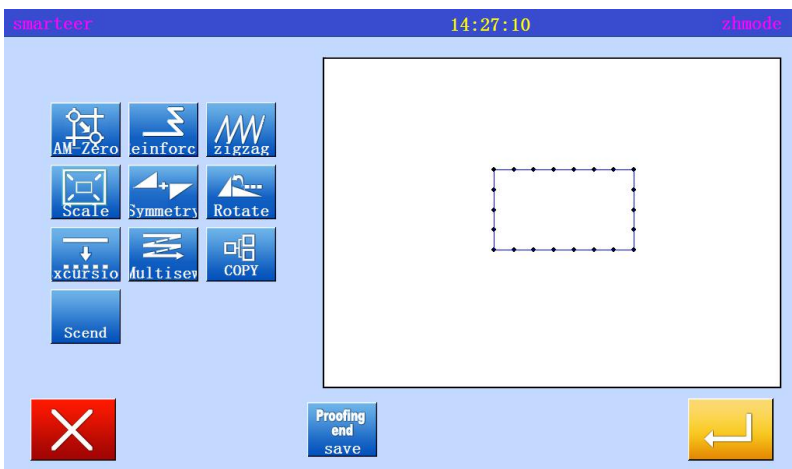 smarteer 14:27:10 zhmode
AM-Zero einforc zigzag
Scale Symmetry Rotate
xcursio Multisew COPY
Scend
Proofing
end
save